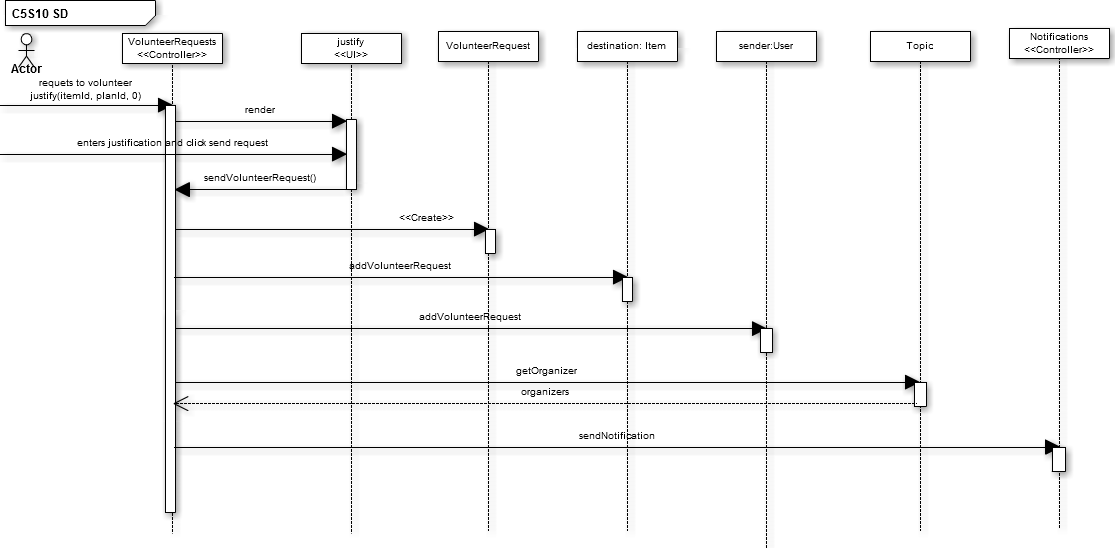 C5S10 SD
Actor
VolunteerRequests
<<Controller>>
justify
<<UI>>
VolunteerRequest
destination: Item
sender:User
Topic
Notifications
<<Controller>>
requets to volunteer
justify(itemId, planId, 0)
render
enters justification and click send request
sendVolunteerRequest()
<<Create>>
addVolunteerRequest
addVolunteerRequest
getOrganizer
organizers
sendNotification